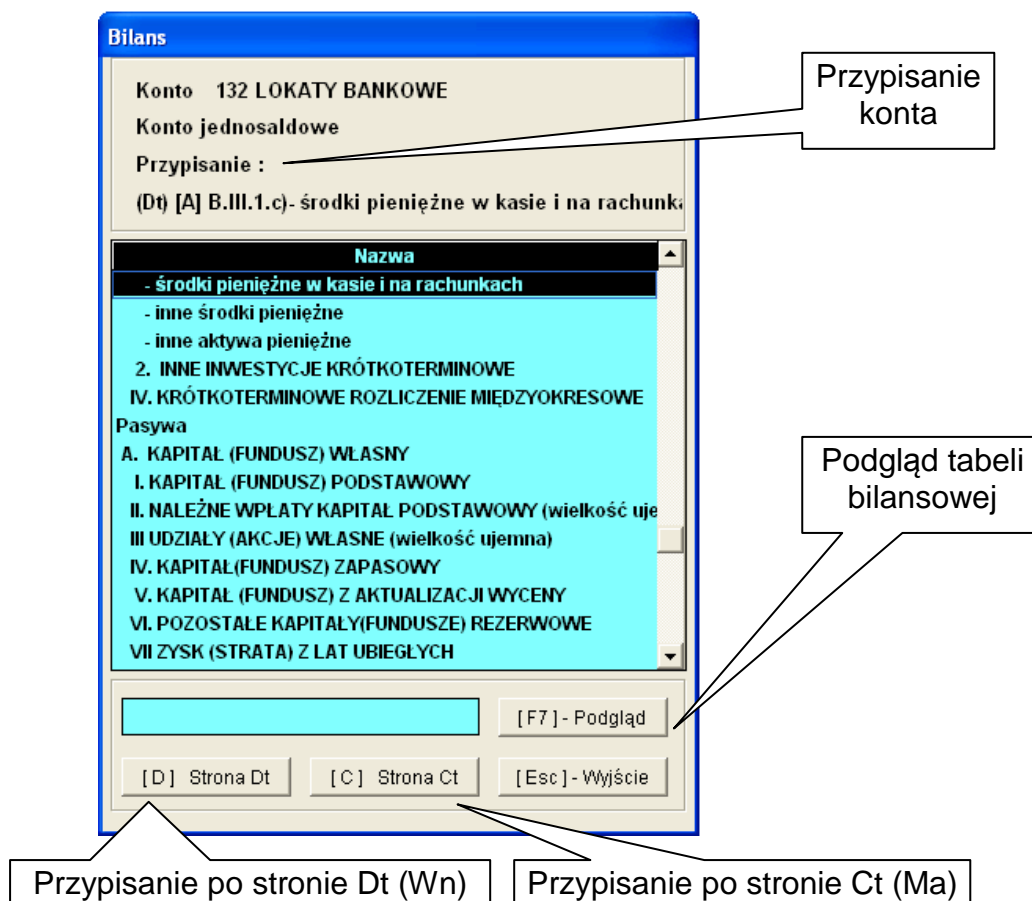 Bilans
Konto 132 LOKATY BANKOWE
Konto jednosaldowe
Przypisanie :
(Dt) [A] B.III.1.c)- środki pieniężne w kasie i na rachunk
Przypisanie
konta
Nazwa
- środki pieniężne w kasie i na rachunkach
- inne środki pieniężne
- inne aktywa pieniężne
2. INNE INWESTYCJE KRÓTKOTERMINOWE
IV. KRÓTKOTERMINOWE ROZLICZENIE MIĘDZYOKRESOWE
Pasywa
A. KAPITAŁ (FUNDUSZ) WŁASNY
I. KAPITAŁ (FUNDUSZ) PODSTAWOWY
II. NALEŻNE WPŁATY KAPITAŁ PODSTAWOWY (wielkość uje
III UDZIAŁY (AKCJE) WŁASNE (wielkość ujemna)
IV. KAPITAŁ(FUNDUSZ) ZAPASOWY
V. KAPITAŁ (FUNDUSZ) Z AKTUALIZACJI WYCENY
VI. POZOSTAŁE KAPITAŁY(FUNDUSZE) REZERWOWE
VII ZYSK (STRATA) Z LAT UBIEGŁYCH
Podgląd tabeli
bilansowej
[ F7 ] - Podgląd
[ D ] Strona Dt
[ C ] Strona Ct
[ Esc ] - Wyjście
Przypisanie po stronie Dt (Wn)
Przypisanie po stronie Ct (Ma)